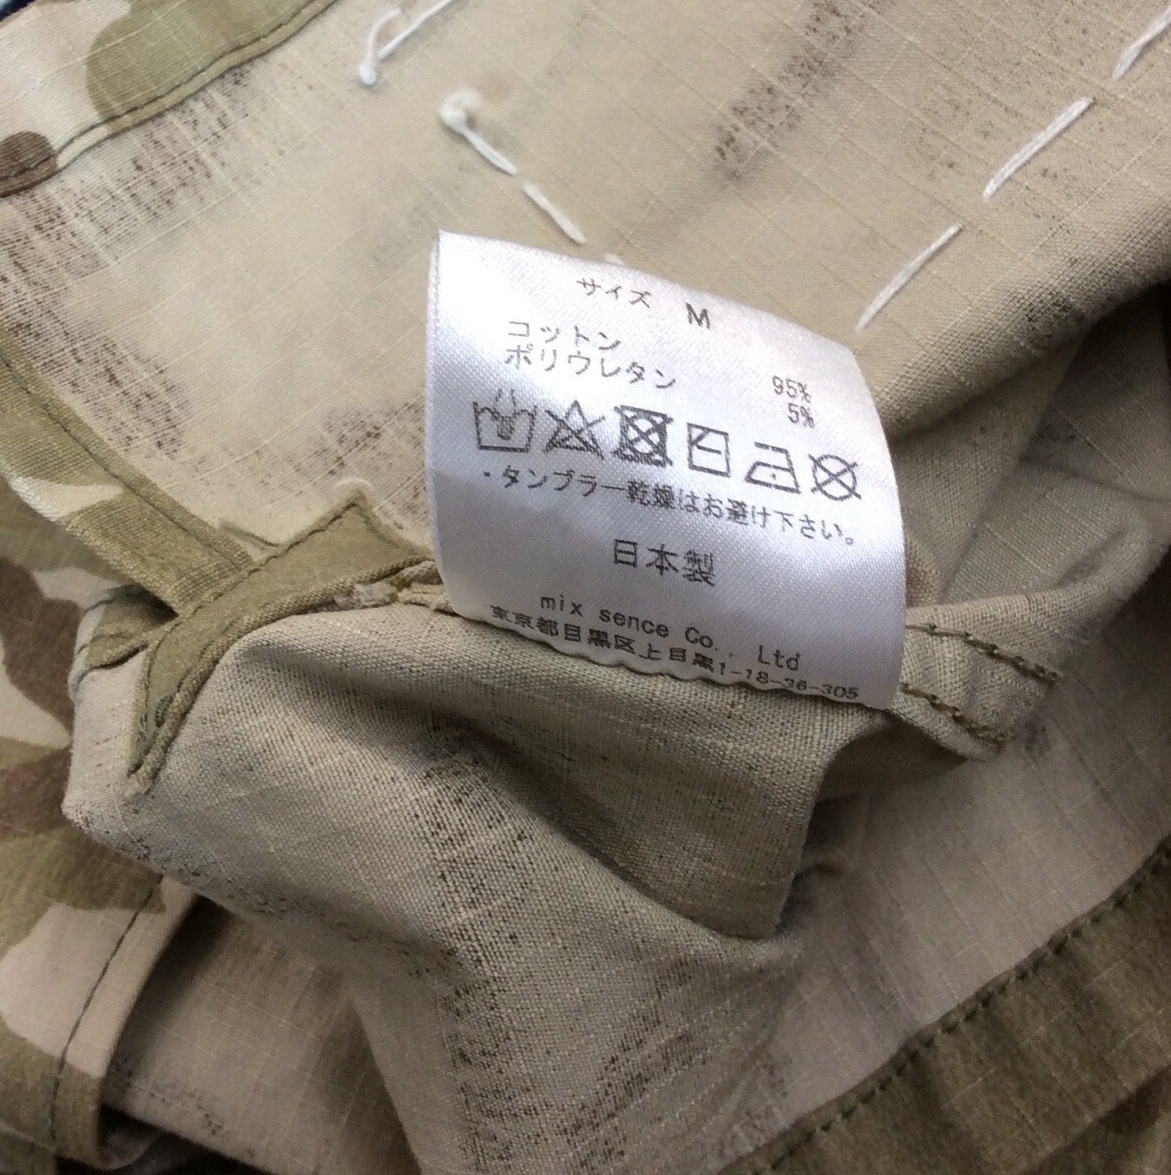 サイズ M
コットン 95%
ポリウレタン 5%
・タンブラー乾燥はお避け下さい。
日本製
mix sence Co., Ltd
東京都目黒区上目黒1-18-36-305